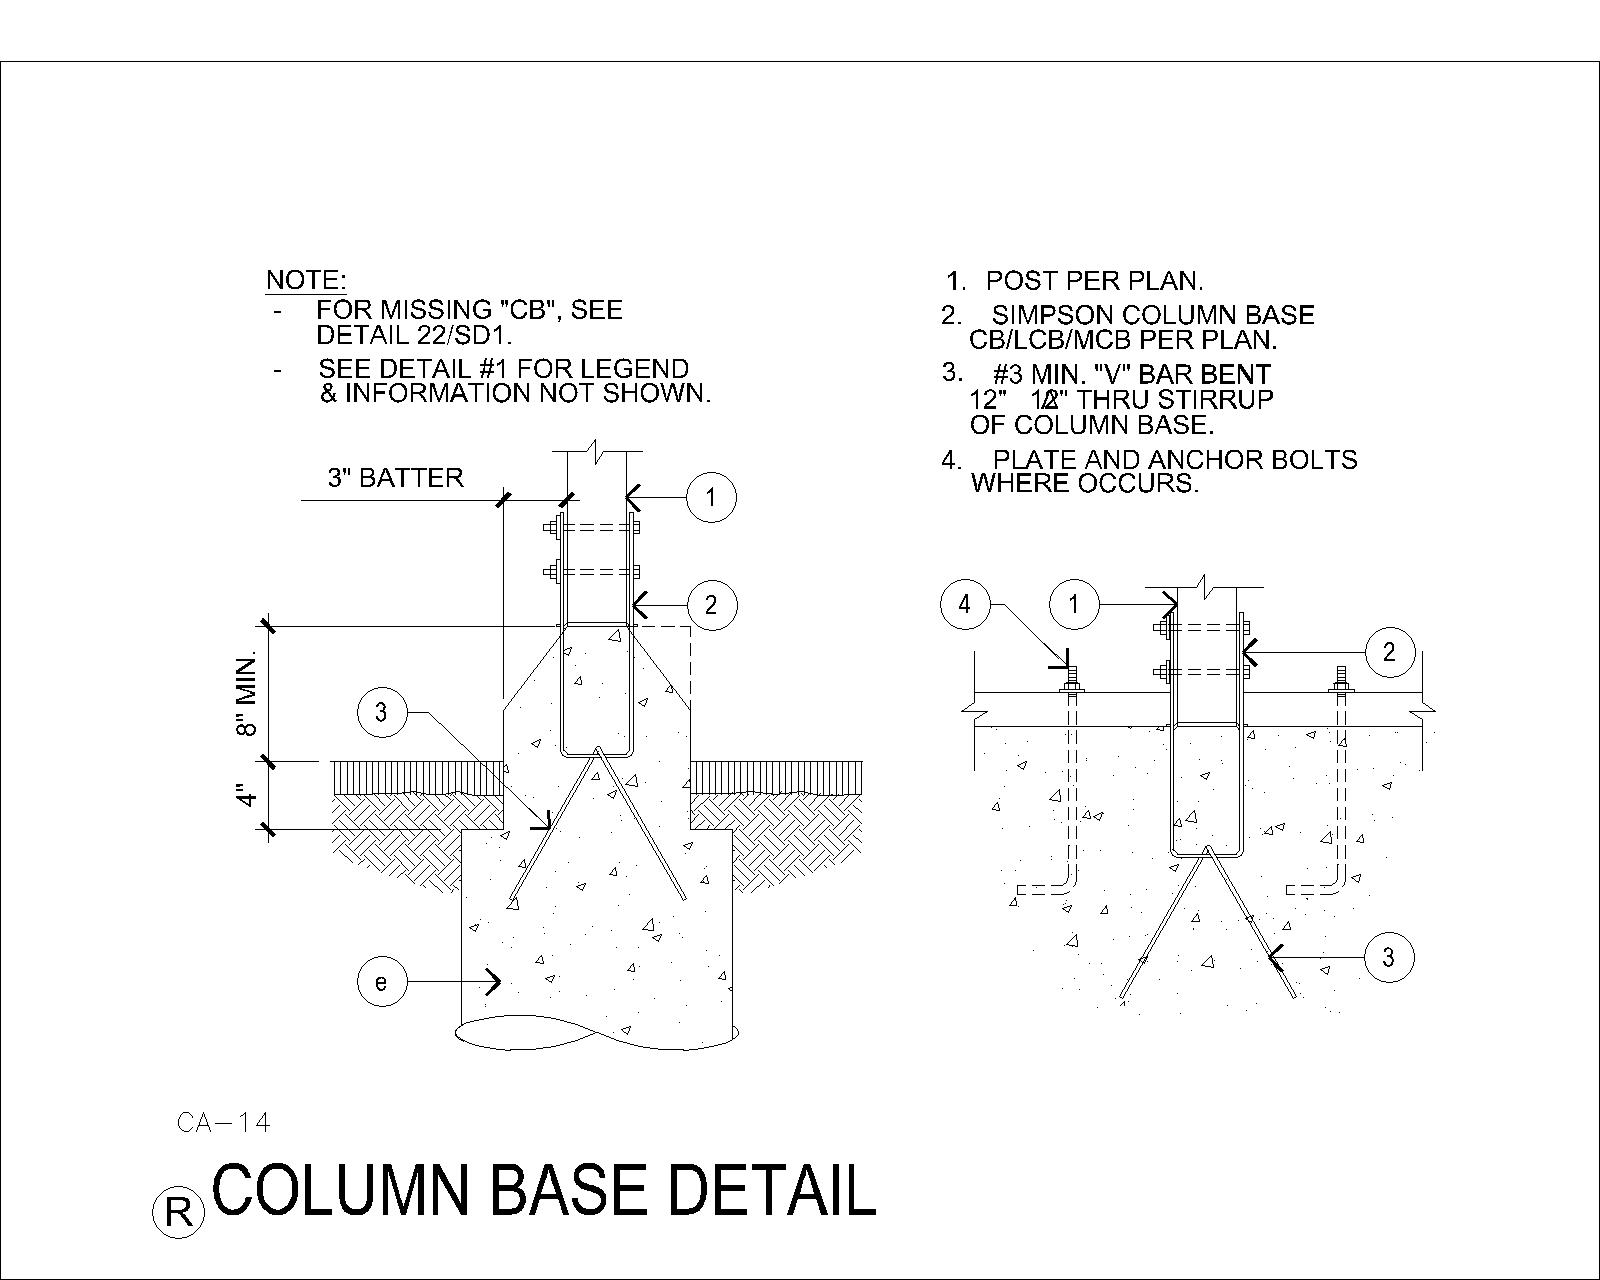 NOTE:
- FOR MISSING "CB", SEE
DETAIL 22/SD1.
- SEE DETAIL #1 FOR LEGEND
& INFORMATION NOT SHOWN.
1. POST PER PLAN.
2. SIMPSON COLUMN BASE
CB/LCB/MCB PER PLAN.
3. #3 MIN. "V" BAR BENT
12" THRU STIRRUP
OF COLUMN BASE.
4. PLATE AND ANCHOR BOLTS
WHERE OCCURS.
3" BATTER
1
2
8" MIN.
3
4"
e
4
1
2
3
CA-14
R COLUMN BASE DETAIL